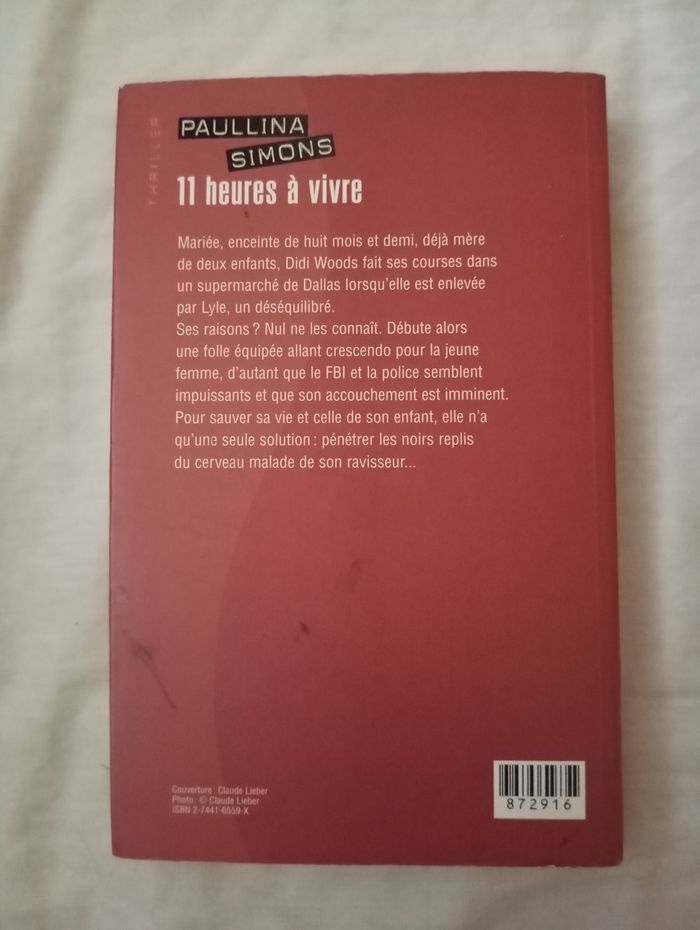 THRILLER
PAULLINA
SIMONS
11 heures à vivre
Mariée, enceinte de huit mois et demi, déjà mère
de deux enfants, Didi Woods fait ses courses dans
un supermarché de Dallas lorsqu'elle est enlevée
par Lyle, un déséquilibré.
Ses raisons ? Nul ne les connaît. Débute alors
une folle équipée allant crescendo pour la jeune
femme, d'autant que le FBI et la police semblent
impuissants et que son accouchement est imminent.
Pour sauver sa vie et celle de son enfant, elle n'a
qu'une seule solution : pénétrer les noirs replis
du cerveau malade de son ravisseur...
Couverture : Claude Lieber
Photo : © Claude Lieber
ISBN 2-7441-6559-X
872916